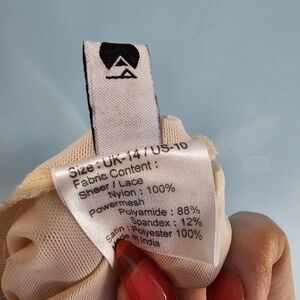 Size : UK-14 / US-10
Fabric Content :
Sheer / Lace
Nylon : 100%
Powermesh
Polyamide : 88%
Spandex : 12%
Satin : Polyester 100%
Made in India